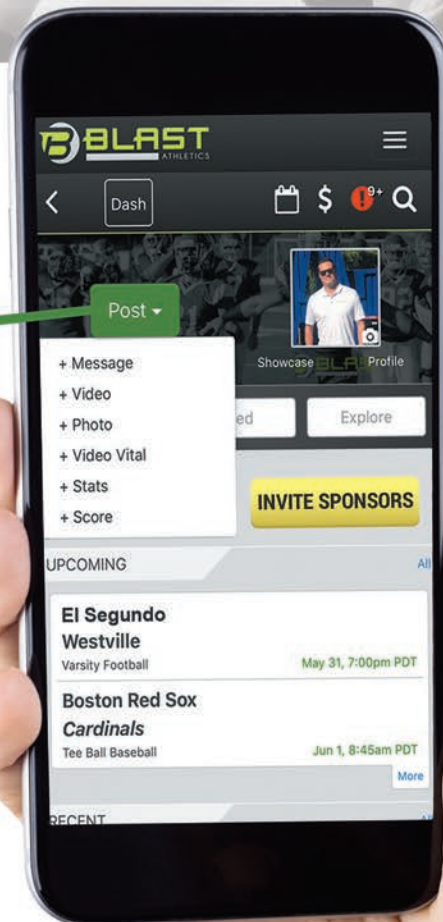 BLAST
ATHLETICS
Dash
$
9+
Post
+ Message
+ Video
+ Photo
+ Video Vital
+ Stats
+ Score
Showcase
Profile
ed
Explore
INVITE SPONSORS
UPCOMING
All
El Segundo
Westville
Varsity Football
May 31, 7:00pm PDT
Boston Red Sox
Cardinals
Tee Ball Baseball
Jun 1, 8:45am PDT
More
RECENT
All